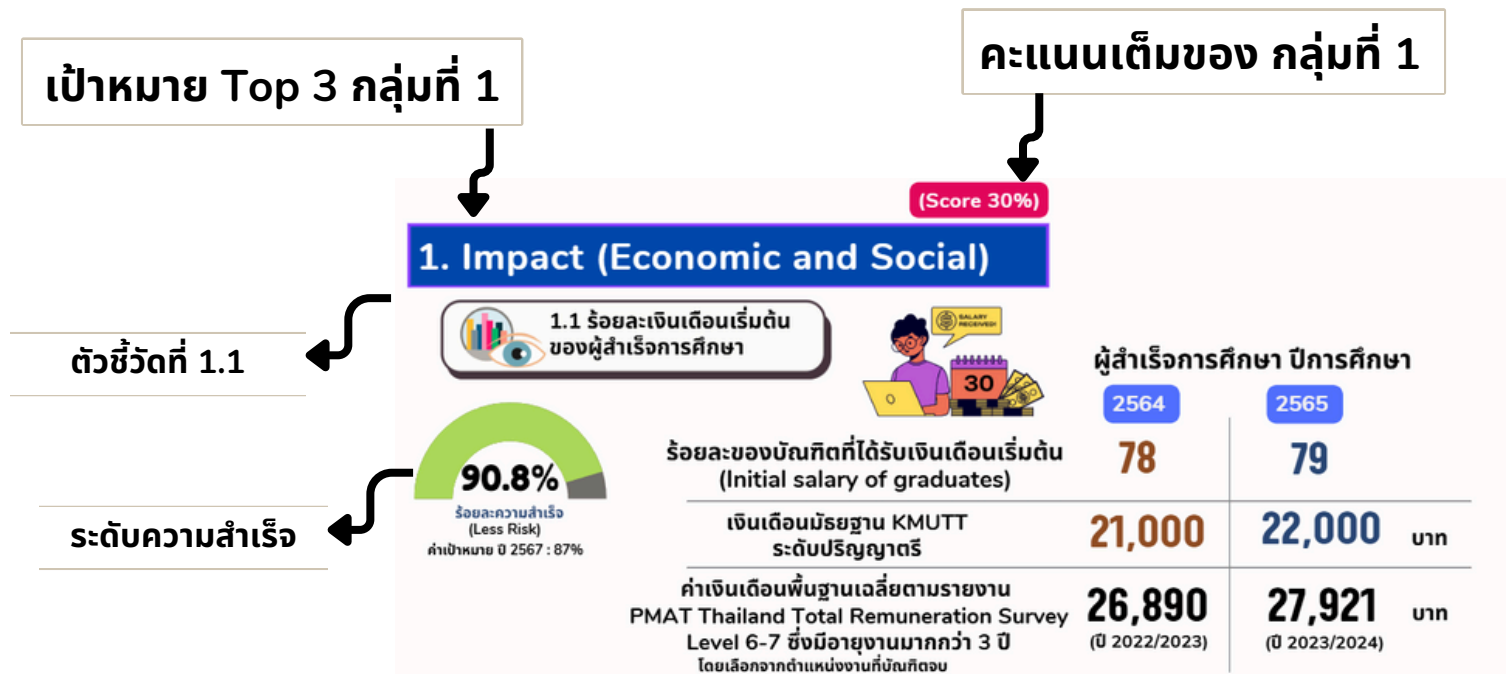 เป้าหมาย Top 3 กลุ่มที่ 1
คะแนนเต็มของ กลุ่มที่ 1
(Score 30%)
1. Impact (Economic and Social)
ตัวชี้วัดที่ 1.1
1.1 ร้อยละเงินเดือนเริ่มต้น
ของผู้สำเร็จการศึกษา
SALARY
RECEIVED!
30
ผู้สำเร็จการศึกษา ปีการศึกษา
2564 2565
ร้อยละของบัณฑิตที่ได้รับเงินเดือนเริ่มต้น
(Initial salary of graduates)
78 79
90.8%
ร้อยละความสำเร็จ
(Less Risk)
ค่าเป้าหมาย ปี 2567 : 87%
ระดับความสำเร็จ
เงินเดือนมัธยฐาน KMUTT
ระดับปริญญาตรี
21,000 22,000 บาท
ค่าเงินเดือนพื้นฐานเฉลี่ยตามรายงาน
PMAT Thailand Total Remuneration Survey
Level 6-7 ซึ่งมีอายุงานมากกว่า 3 ปี
โดยเลือกจากตำแหน่งงานที่บัณฑิตจบ
26,890 27,921 บาท
(ปี 2022/2023) (ปี 2023/2024)